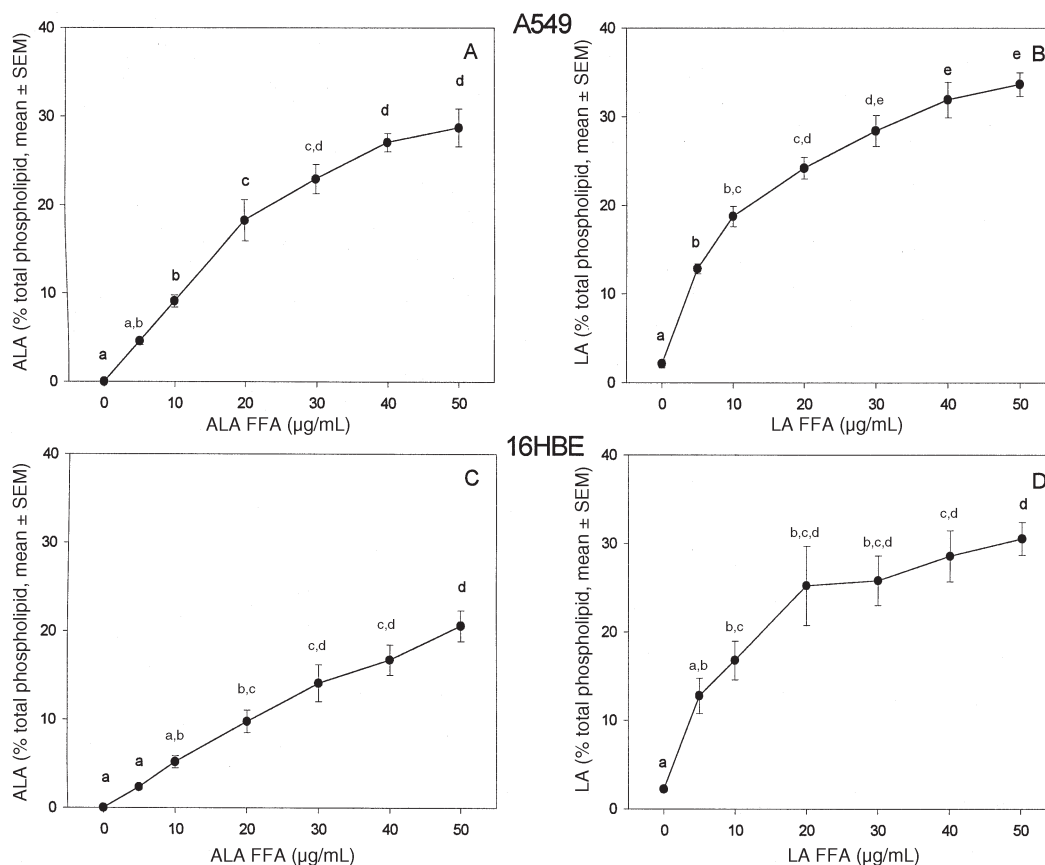 A549
ALA (% total phospholipid, mean ± SEM)
40
30
20
10
0
A
a
a,b
b
c
c,d
d
d
0 10 20 30 40 50
ALA FFA (µg/mL)
LA (% total phospholipid, mean ± SEM)
40
30
20
10
0
B
a
b
b,c
c,d
d,e
e
e
0 10 20 30 40 50
LA FFA (µg/mL)
16HBE
ALA (% total phospholipid, mean ± SEM)
40
30
20
10
0
C
a
a
a,b
b,c
c,d
c,d
d
0 10 20 30 40 50
ALA FFA (µg/mL)
LA (% total phospholipid, mean ± SEM)
40
30
20
10
0
D
a
a,b
b,c
b,c,d
b,c,d
c,d
d
0 10 20 30 40 50
LA FFA (µg/mL)